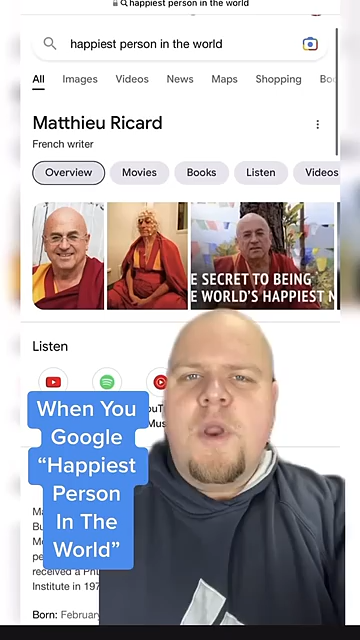 happiest person in the world
happiest person in the world
All Images Videos News Maps Shopping
Matthieu Ricard
French writer
Overview Movies Books Listen Videos
E SECRET TO BEING
E WORLD'S HAPPIEST M
Listen
When You
Google
“Happiest
Person
In The
World”
received a
Institute in 197
Born: February